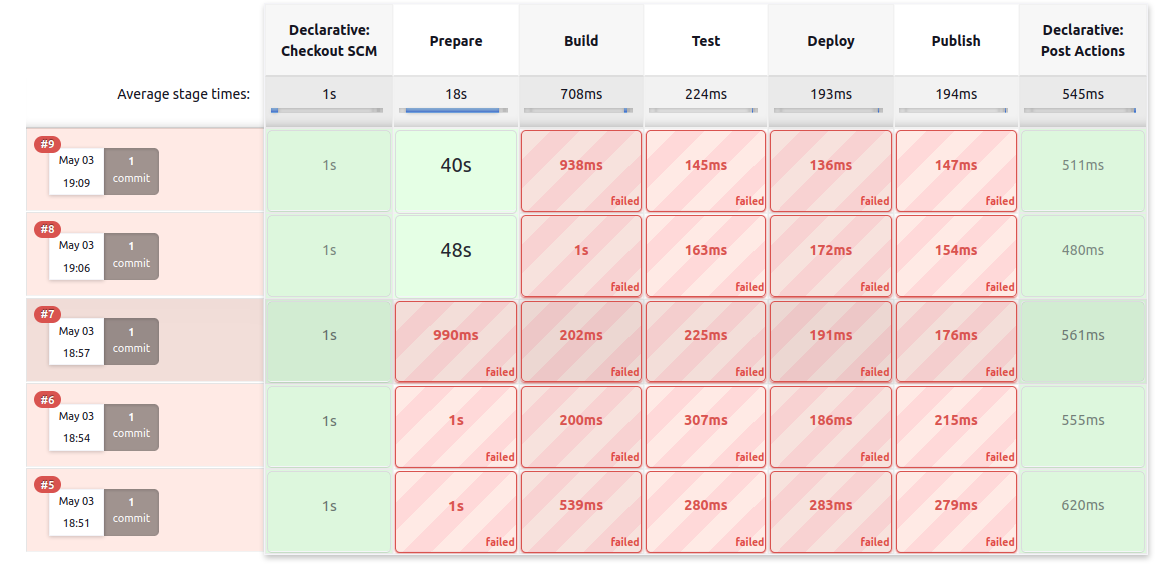 Declarative: Checkout SCM
Prepare
Build
Test
Deploy
Publish
Declarative: Post Actions
Average stage times:
1s
18s
708ms
224ms
193ms
194ms
545ms
#9
May 03
19:09
1
commit
1s
40s
938ms
failed
145ms
failed
136ms
failed
147ms
failed
511ms
#8
May 03
19:06
1
commit
1s
48s
1s
failed
163ms
failed
172ms
failed
154ms
failed
480ms
#7
May 03
18:57
1
commit
1s
990ms
failed
202ms
failed
225ms
failed
191ms
failed
176ms
failed
561ms
#6
May 03
18:54
1
commit
1s
1s
failed
200ms
failed
307ms
failed
186ms
failed
215ms
failed
555ms
#5
May 03
18:51
1
commit
1s
1s
failed
539ms
failed
280ms
failed
283ms
failed
279ms
failed
620ms